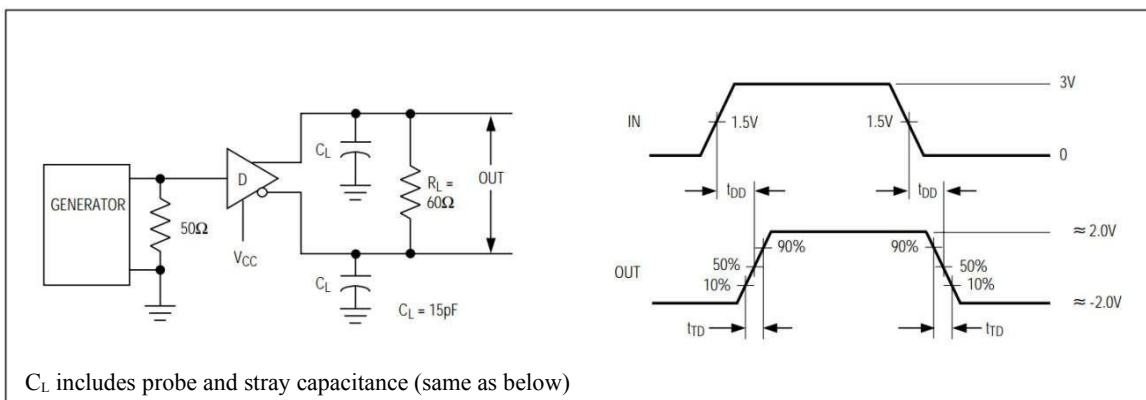 GENERATOR
50Ω
D
VCC
CL
CL
RL =
60Ω
OUT
CL = 15pF
IN
1.5V
1.5V
3V
0
tDD
tDD
OUT
90%
50%
10%
90%
50%
10%
≈ 2.0V
≈ -2.0V
tTD
tTD
CL includes probe and stray capacitance (same as below)